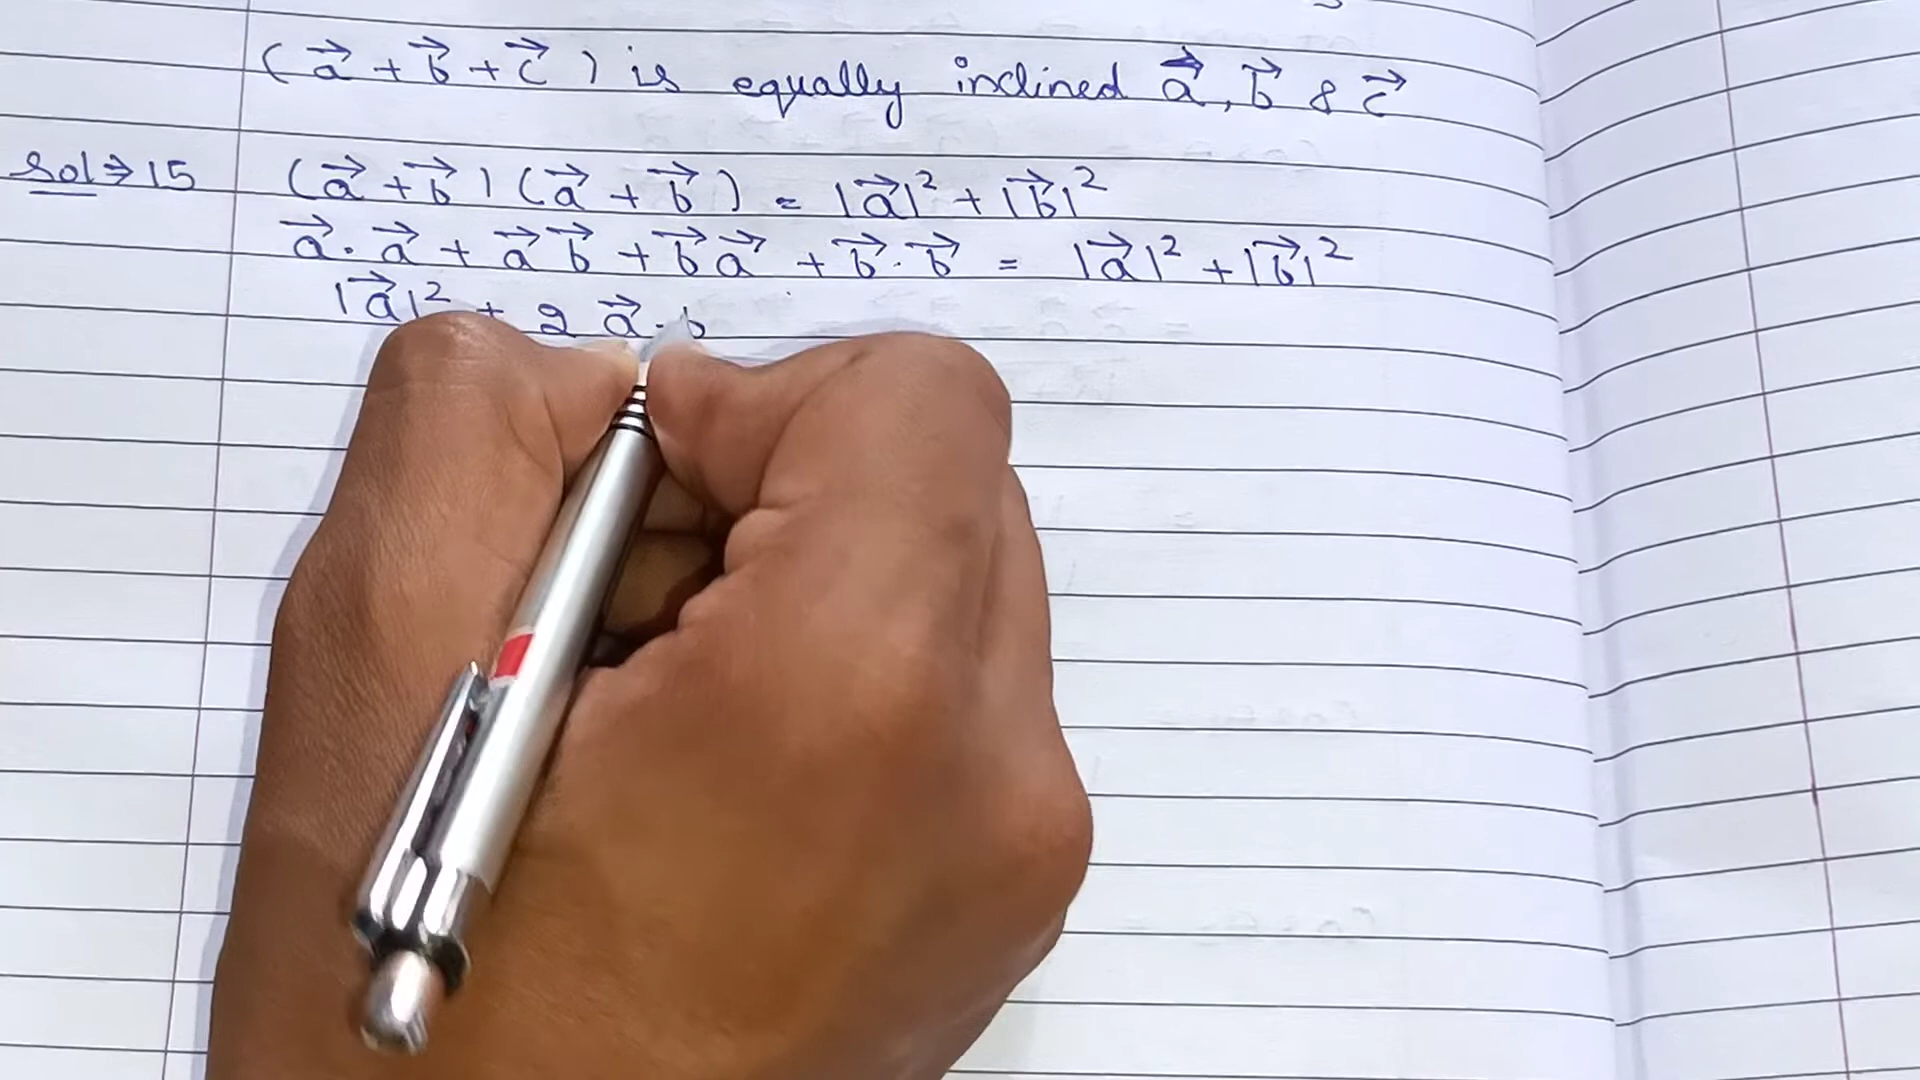 (a⃗ + b⃗ + c⃗) is equally inclined a⃗, b⃗ & c⃗
Sol ⇒ 15 (a⃗ + b⃗) (a⃗ + b⃗) = |a⃗|² + |b⃗|²
a⃗ · a⃗ + a⃗ b⃗ + b⃗ a⃗ + b⃗ · b⃗ = |a⃗|² + |b⃗|²
|a⃗|² + 2 a⃗ · b